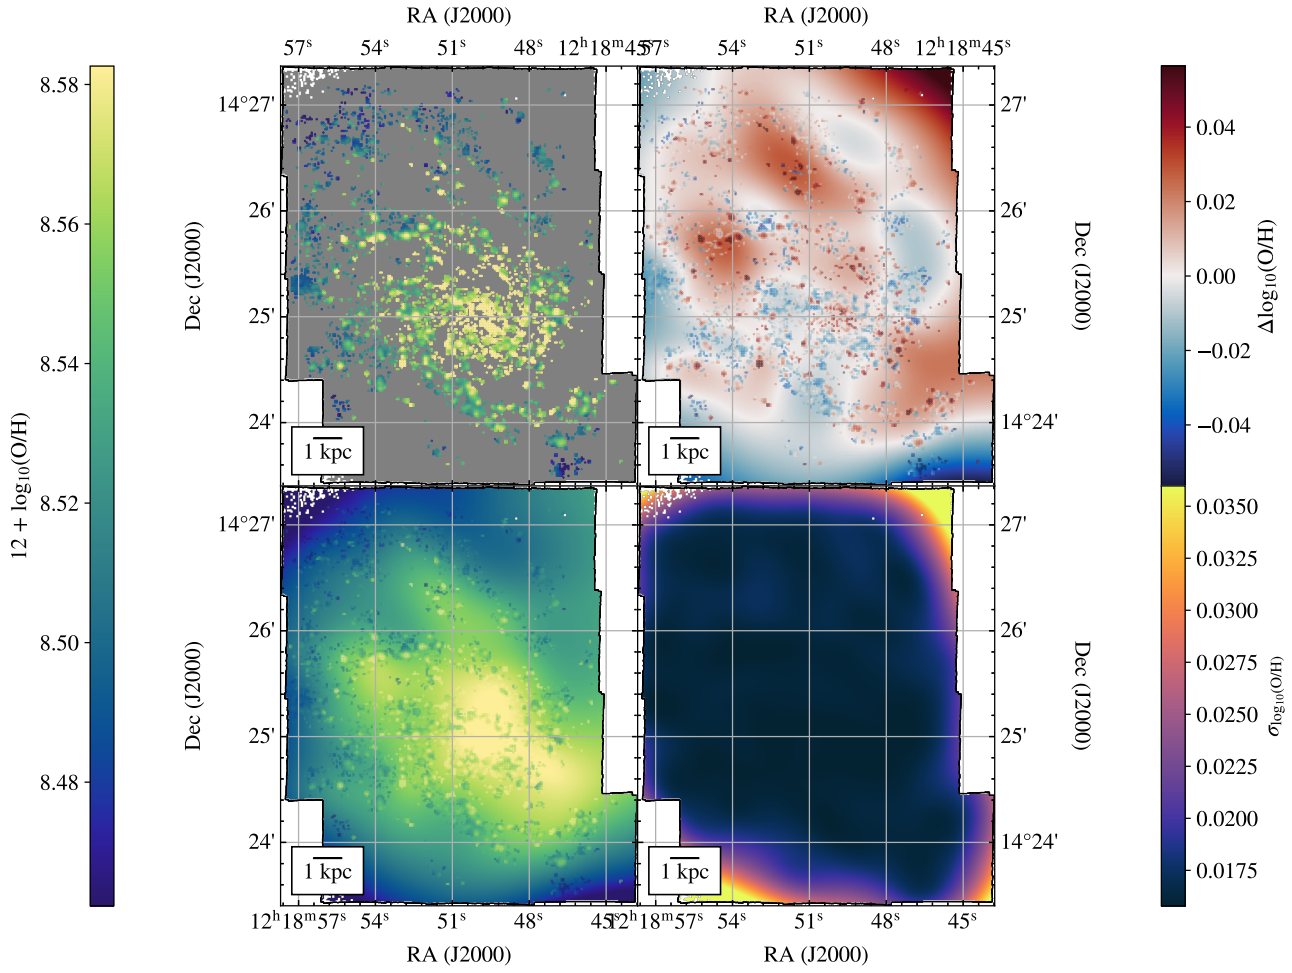 RA (J2000) RA (J2000)
57ˢ 54ˢ 51ˢ 48ˢ 12ʰ18ᵐ45ˢ 57ˢ 54ˢ 51ˢ 48ˢ 12ʰ18ᵐ45ˢ
12 + log₁₀(O/H)
8.58
8.56
8.54
8.52
8.50
8.48
Dec (J2000)
14°27'
26'
25'
24'
1 kpc
1 kpc
27'
26'
25'
14°24'
Dec (J2000)
0.04
0.02
0.00
−0.02
−0.04
Δlog₁₀(O/H)
Dec (J2000)
14°27'
26'
25'
24'
1 kpc
1 kpc
27'
26'
25'
14°24'
Dec (J2000)
0.0350
0.0325
0.0300
0.0275
0.0250
0.0225
0.0200
0.0175
σlog₁₀(O/H)
12ʰ18ᵐ57ˢ 54ˢ 51ˢ 48ˢ 45ˢ 12ʰ18ᵐ57ˢ 54ˢ 51ˢ 48ˢ 45ˢ
RA (J2000) RA (J2000)